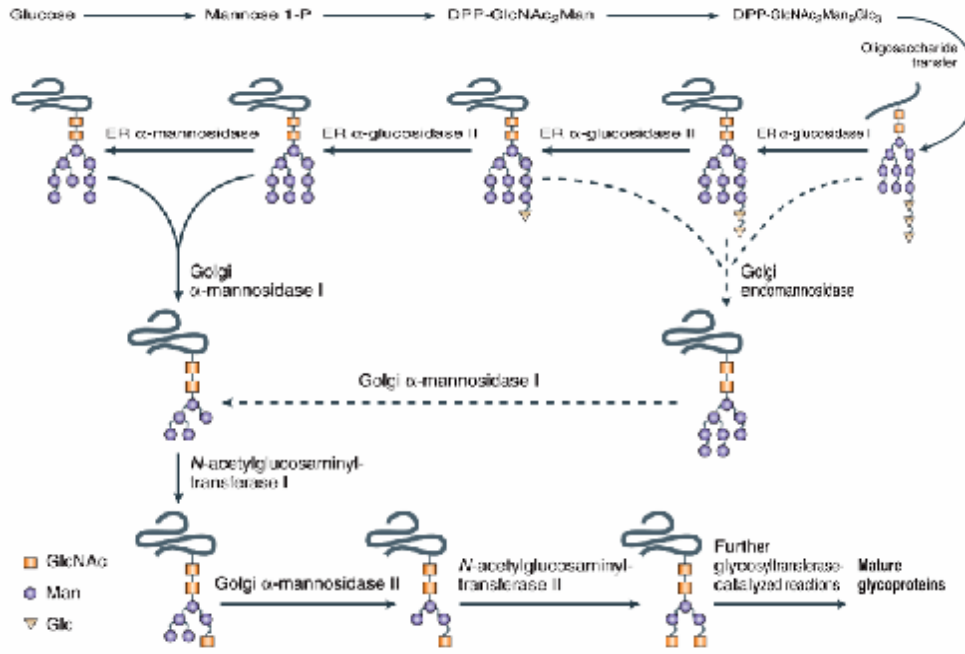 Glucose
Mannose 1-P
DPP-GlcNAc₂Man
DPP-GlcNAc₂Man₉Glc₃
Oligosaccharide
transfer
ER α-mannosidase
ER α-glucosidase II
ER α-glucosidase II
ER α-glucosidase I
Golgi
α-mannosidase I
Golgi
endomannosidase
Golgi α-mannosidase I
N-acetylglucosaminyl-
transferase I
GlcNAc
Man
Glc
Golgi α-mannosidase II
N-acetylglucosaminyl-
transferase II
Further
glycosyltransferase-
catalyzed reactions
Mature
glycoproteins